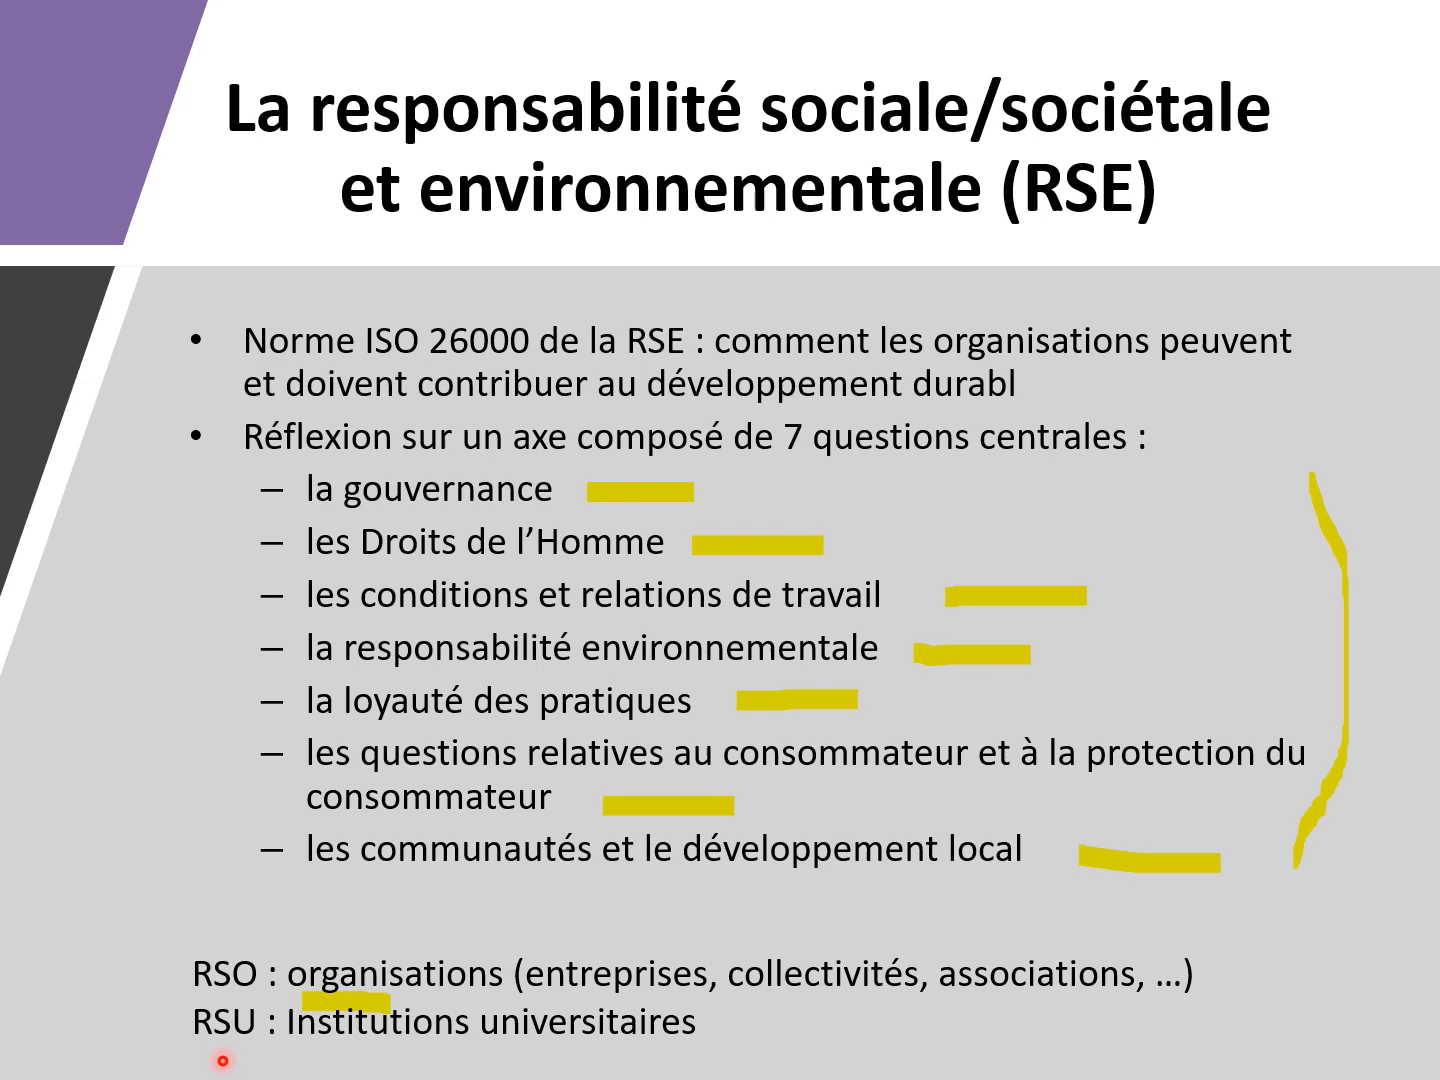 La responsabilité sociale/sociétale
et environnementale (RSE)
• Norme ISO 26000 de la RSE : comment les organisations peuvent
et doivent contribuer au développement durabl
• Réflexion sur un axe composé de 7 questions centrales :
– la gouvernance
– les Droits de l’Homme
– les conditions et relations de travail
– la responsabilité environnementale
– la loyauté des pratiques
– les questions relatives au consommateur et à la protection du
consommateur
– les communautés et le développement local
RSO : organisations (entreprises, collectivités, associations, …)
RSU : Institutions universitaires